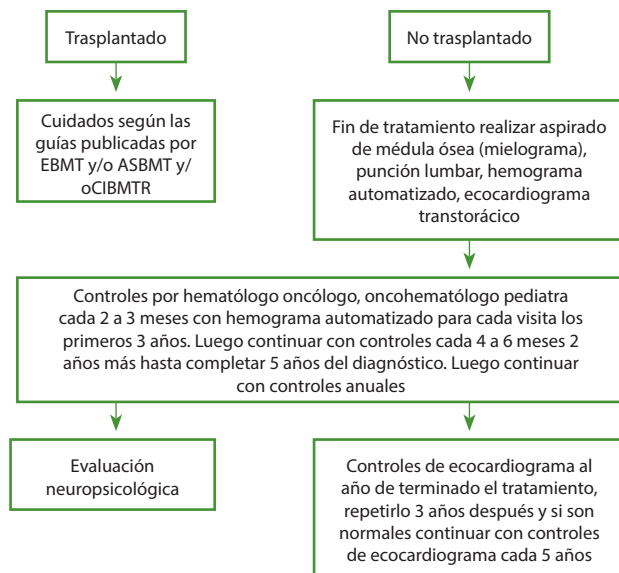 Trasplantado
No trasplantado
Cuidados según las
guías publicadas por
EBMT y/o ASBMT y/
oCIBMTR
Fin de tratamiento realizar aspirado
de médula ósea (mielograma),
punción lumbar, hemograma
automatizado, ecocardiograma
transtorácico
Controles por hematólogo oncólogo, oncohematólogo pediatra
cada 2 a 3 meses con hemograma automatizado para cada visita los
primeros 3 años. Luego continuar con controles cada 4 a 6 meses 2
años más hasta completar 5 años del diagnóstico. Luego continuar
con controles anuales
Evaluación
neuropsicológica
Controles de ecocardiograma al
año de terminado el tratamiento,
repetirlo 3 años después y si son
normales continuar con controles
de ecocardiograma cada 5 años